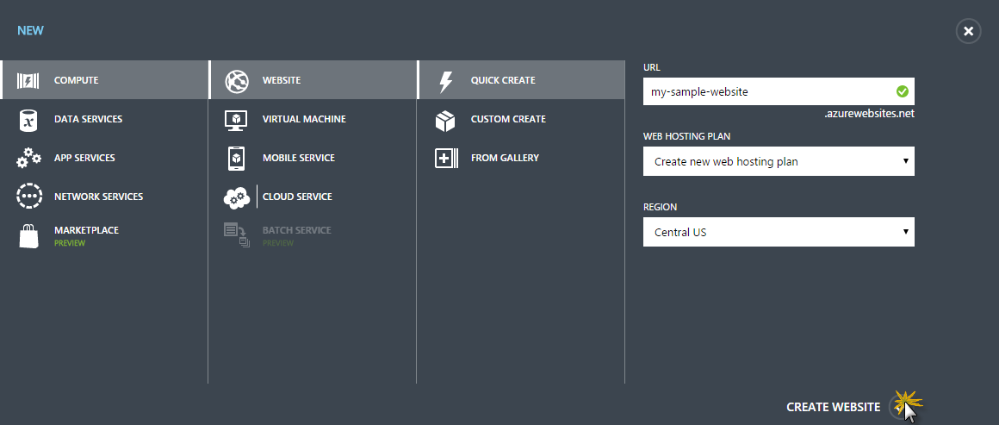 NEW
COMPUTE
DATA SERVICES
APP SERVICES
NETWORK SERVICES
MARKETPLACE
PREVIEW
WEBSITE
VIRTUAL MACHINE
MOBILE SERVICE
CLOUD SERVICE
BATCH SERVICE
PREVIEW
QUICK CREATE
CUSTOM CREATE
FROM GALLERY
URL
my-sample-website
.azurewebsites.net
WEB HOSTING PLAN
Create new web hosting plan
REGION
Central US
CREATE WEBSITE